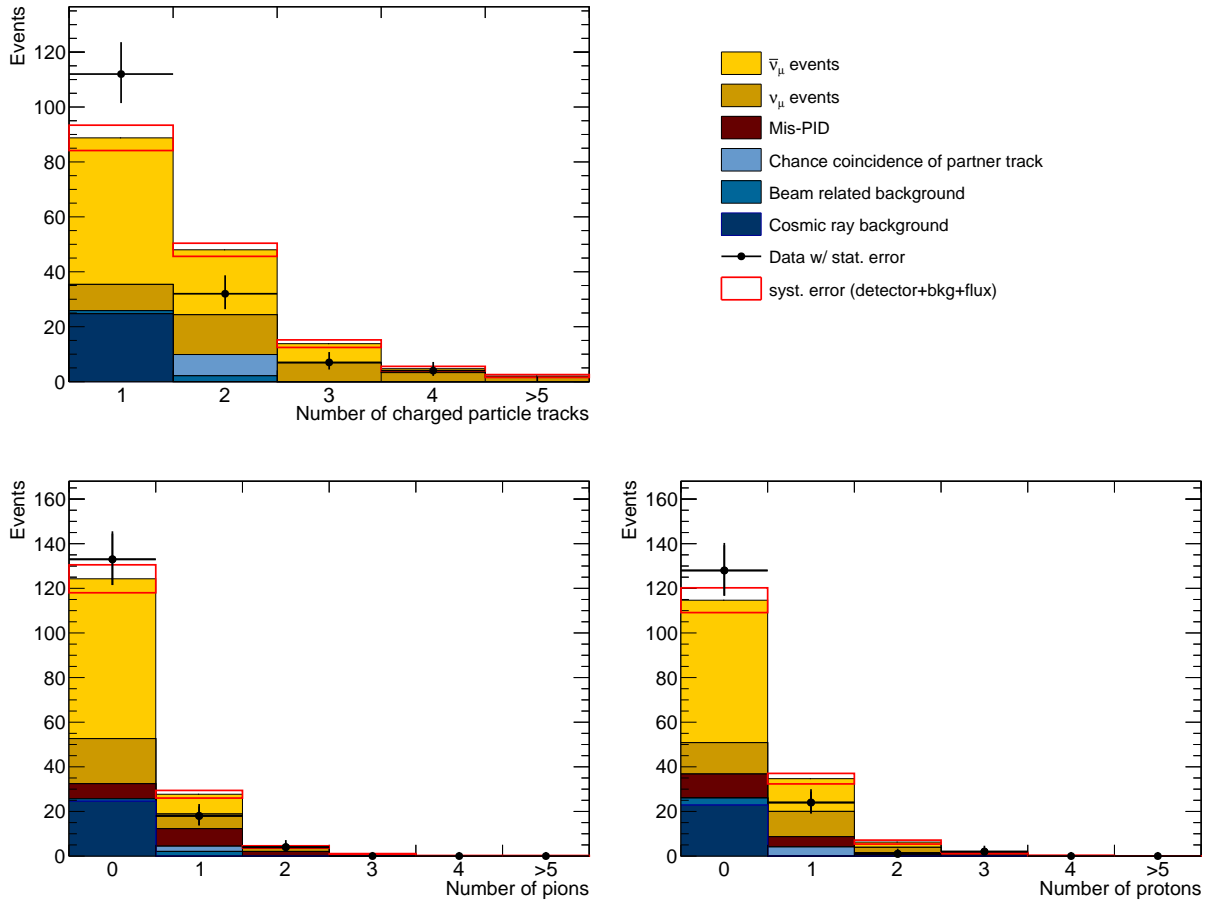 Events
120
100
80
60
40
20
0
1 2 3 4 >5
Number of charged particle tracks
ν̅μ events
νμ events
Mis-PID
Chance coincidence of partner track
Beam related background
Cosmic ray background
Data w/ stat. error
syst. error (detector+bkg+flux)
Events
160
140
120
100
80
60
40
20
0
0 1 2 3 4 >5
Number of pions
Events
160
140
120
100
80
60
40
20
0
0 1 2 3 4 >5
Number of protons